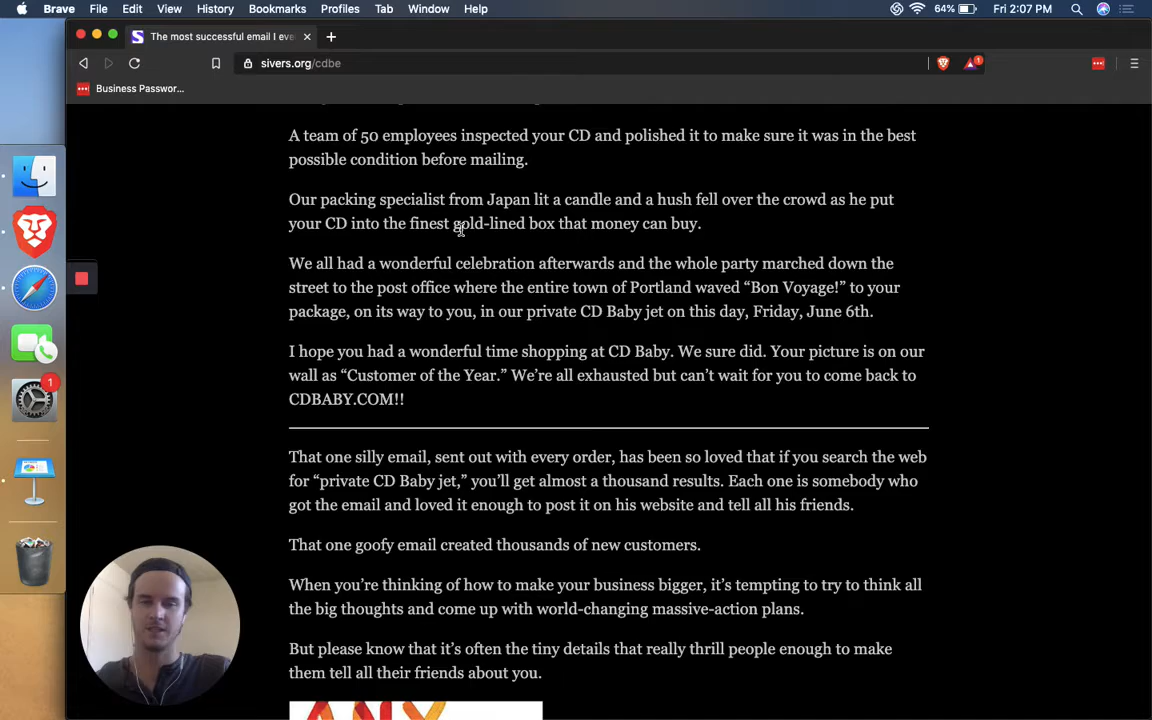 Brave File Edit View History Bookmarks Profiles Tab Window Help 64% Fri 2:07 PM
The most successful email I eve
sivers.org/cdbe 1
Business Passwor...
A team of 50 employees inspected your CD and polished it to make sure it was in the best
possible condition before mailing.
Our packing specialist from Japan lit a candle and a hush fell over the crowd as he put
your CD into the finest gold-lined box that money can buy.
We all had a wonderful celebration afterwards and the whole party marched down the
street to the post office where the entire town of Portland waved “Bon Voyage!” to your
package, on its way to you, in our private CD Baby jet on this day, Friday, June 6th.
I hope you had a wonderful time shopping at CD Baby. We sure did. Your picture is on our
wall as “Customer of the Year.” We’re all exhausted but can’t wait for you to come back to
CDBABY.COM!!
1
That one silly email, sent out with every order, has been so loved that if you search the web
for “private CD Baby jet,” you’ll get almost a thousand results. Each one is somebody who
got the email and loved it enough to post it on his website and tell all his friends.
That one goofy email created thousands of new customers.
When you’re thinking of how to make your business bigger, it’s tempting to try to think all
the big thoughts and come up with world-changing massive-action plans.
But please know that it’s often the tiny details that really thrill people enough to make
them tell all their friends about you.